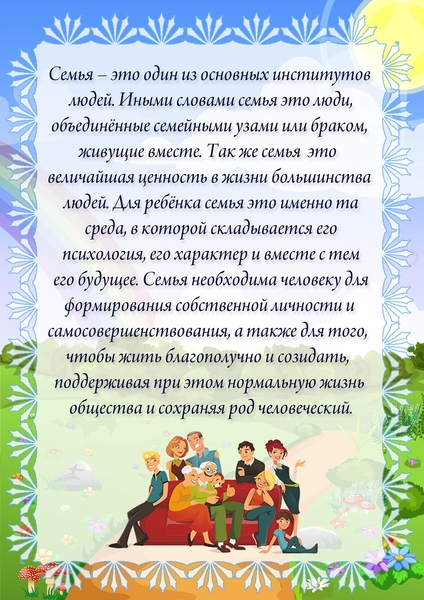 Семья – это один из основных институтов
людей. Иными словами семья это люди,
объединённые семейными узами или браком,
живущие вместе. Так же семья это
величайшая ценность в жизни большинства
людей. Для ребёнка семья это именно та
среда, в которой складывается его
психология, его характер и вместе с тем
его будущее. Семья необходима человеку для
формирования собственной личности и
самосовершенствования, а также для того,
чтобы жить благополучно и созидать,
поддерживая при этом нормальную жизнь
общества и сохраняя род человеческий.